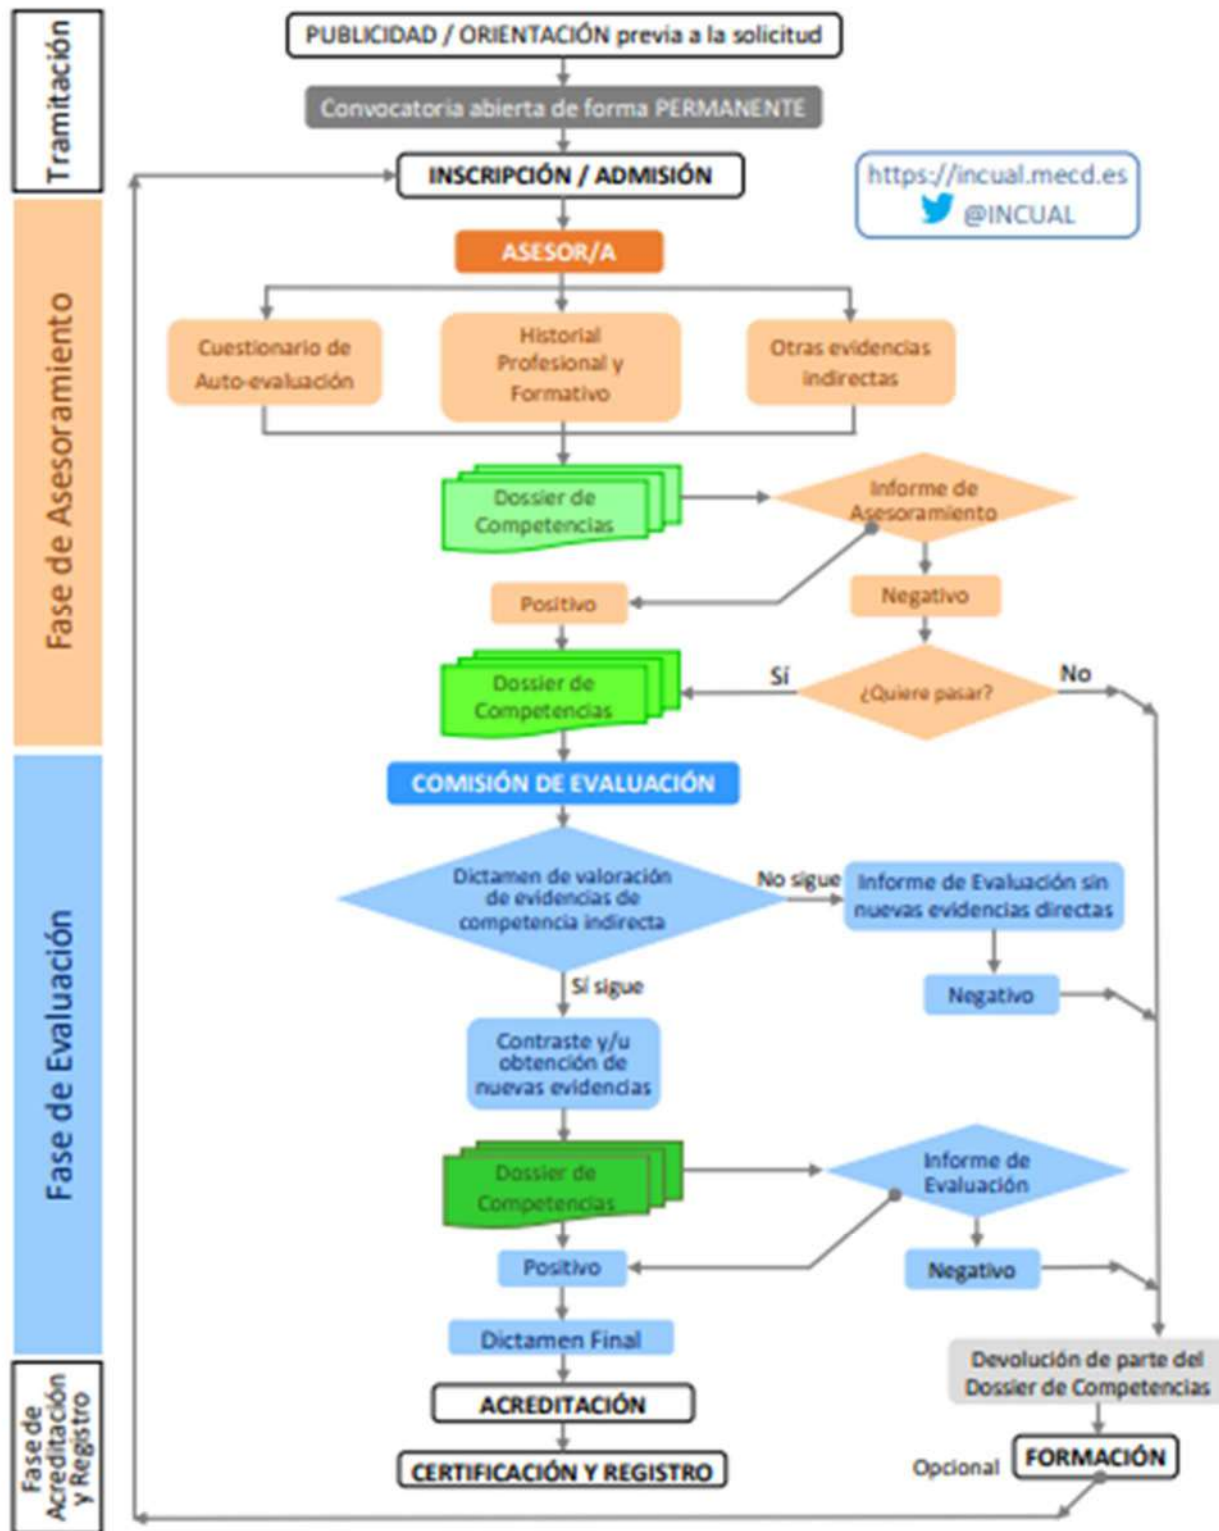 Tramitación
PUBLICIDAD / ORIENTACIÓN previa a la solicitud
Convocatoria abierta de forma PERMANENTE
INSCRIPCIÓN / ADMISIÓN
https://incual.mecd.es
@INCUAL
Fase de Asesoramiento
ASESOR/A
Cuestionario de
Auto-evaluación
Historial
Profesional y
Formativo
Otras evidencias
indirectas
Dossier de
Competencias
Informe de
Asesoramiento
Positivo
Negativo
Dossier de
Competencias
Sí
¿Quiere pasar?
No
Fase de Evaluación
COMISIÓN DE EVALUACIÓN
Dictamen de valoración
de evidencias de
competencia indirecta
No sigue
Informe de Evaluación sin
nuevas evidencias directas
Sí sigue
Negativo
Contraste y/u
obtención de
nuevas evidencias
Dossier de
Competencias
Informe de
Evaluación
Positivo
Negativo
Dictamen Final
Devolución de parte del
Dossier de Competencias
Fase de
Acreditación
y Registro
ACREDITACIÓN
CERTIFICACIÓN Y REGISTRO
Opcional
FORMACIÓN